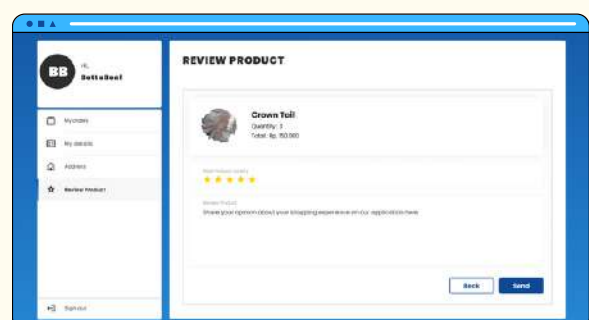 BB
Hi,
BettaBeef
My orders
My details
Address
Review Product
Sign out
REVIEW PRODUCT
Crown Tail
Quantity: 3
Total: Rp. 150.000
Review Product
Share your opinion about your shopping experience on our application here
Back
Send